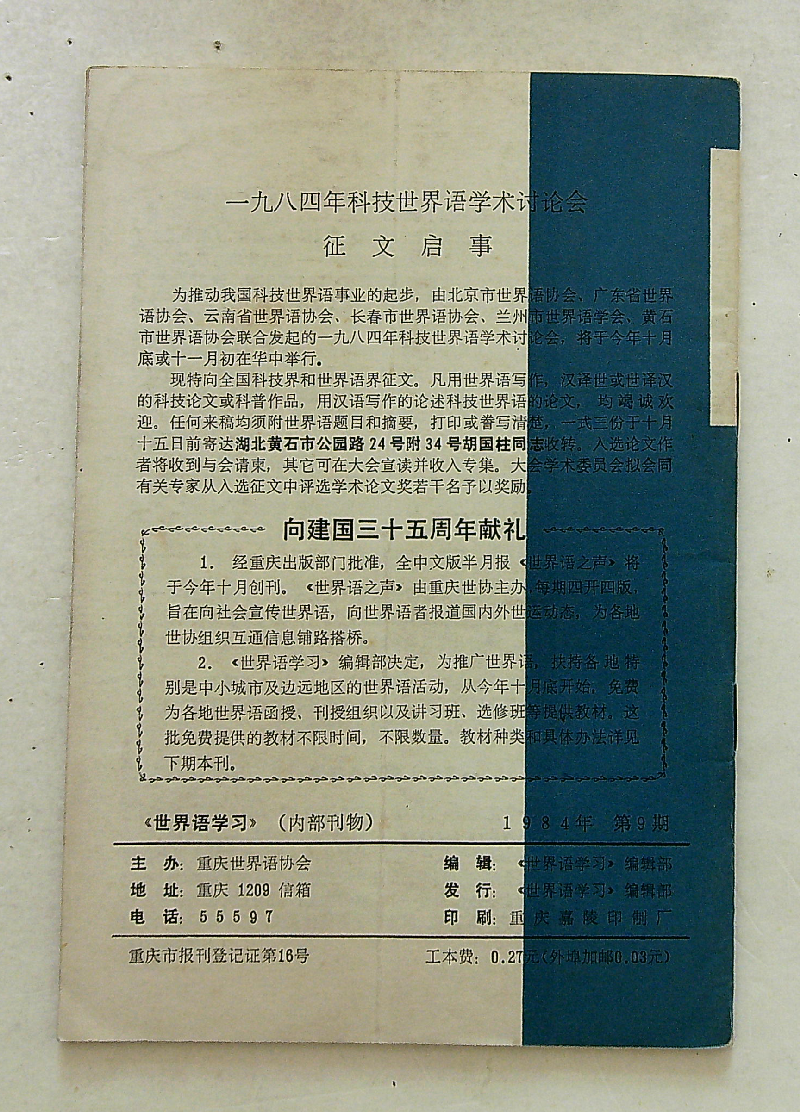 一九八四年科技世界语学术讨论会
征文启事
为推动我国科技世界语事业的起步，由北京市世界语协会、广东省世界
语协会、云南省世界语协会、长春市世界语协会、兰州市世界语学会、黄石
市世界语协会联合发起的一九八四年科技世界语学术讨论会，将于今年十月
底或十一月初在华中举行。
现特向全国科技界和世界语界征文。凡用世界语写作，汉译世或世译汉
的科技论文或科普作品，用汉语写作的论述科技世界语的论文，均竭诚欢
迎。任何来稿均须附世界语题目和摘要，打印或誊写清楚，一式三份于十月
十五日前寄达湖北黄石市公园路24号附34号胡国柱同志收转。入选论文作
者将收到与会请柬，其它可在大会宣读并收入专集。大会学术委员会拟会同
有关专家从入选征文中评选学术论文奖若干名予以奖励。
向建国三十五周年献礼
1. 经重庆出版部门批准，全中文版半月报《世界语之声》将
于今年十月创刊。《世界语之声》由重庆世协主办，每期四开四版，
旨在向社会宣传世界语，向世界语者报道国内外世运动态，为各地
世协组织互通信息铺路搭桥。
2. 《世界语学习》编辑部决定，为推广世界语，扶持各地特
别是中小城市及边远地区的世界语活动，从今年十月底开始，免费
为各地世界语函授、刊授组织以及讲习班、选修班等提供教材。这
批免费提供的教材不限时间，不限数量。教材种类和具体办法详见
下期本刊。
《世界语学习》（内部刊物） 1984年 第9期
主办：重庆世界语协会 编辑：《世界语学习》编辑部
地址：重庆1209信箱 发行：《世界语学习》编辑部
电话：55597 印刷：重庆嘉陵印制厂
重庆市报刊登记证第16号 工本费：0.27元（外埠加邮0.03元）